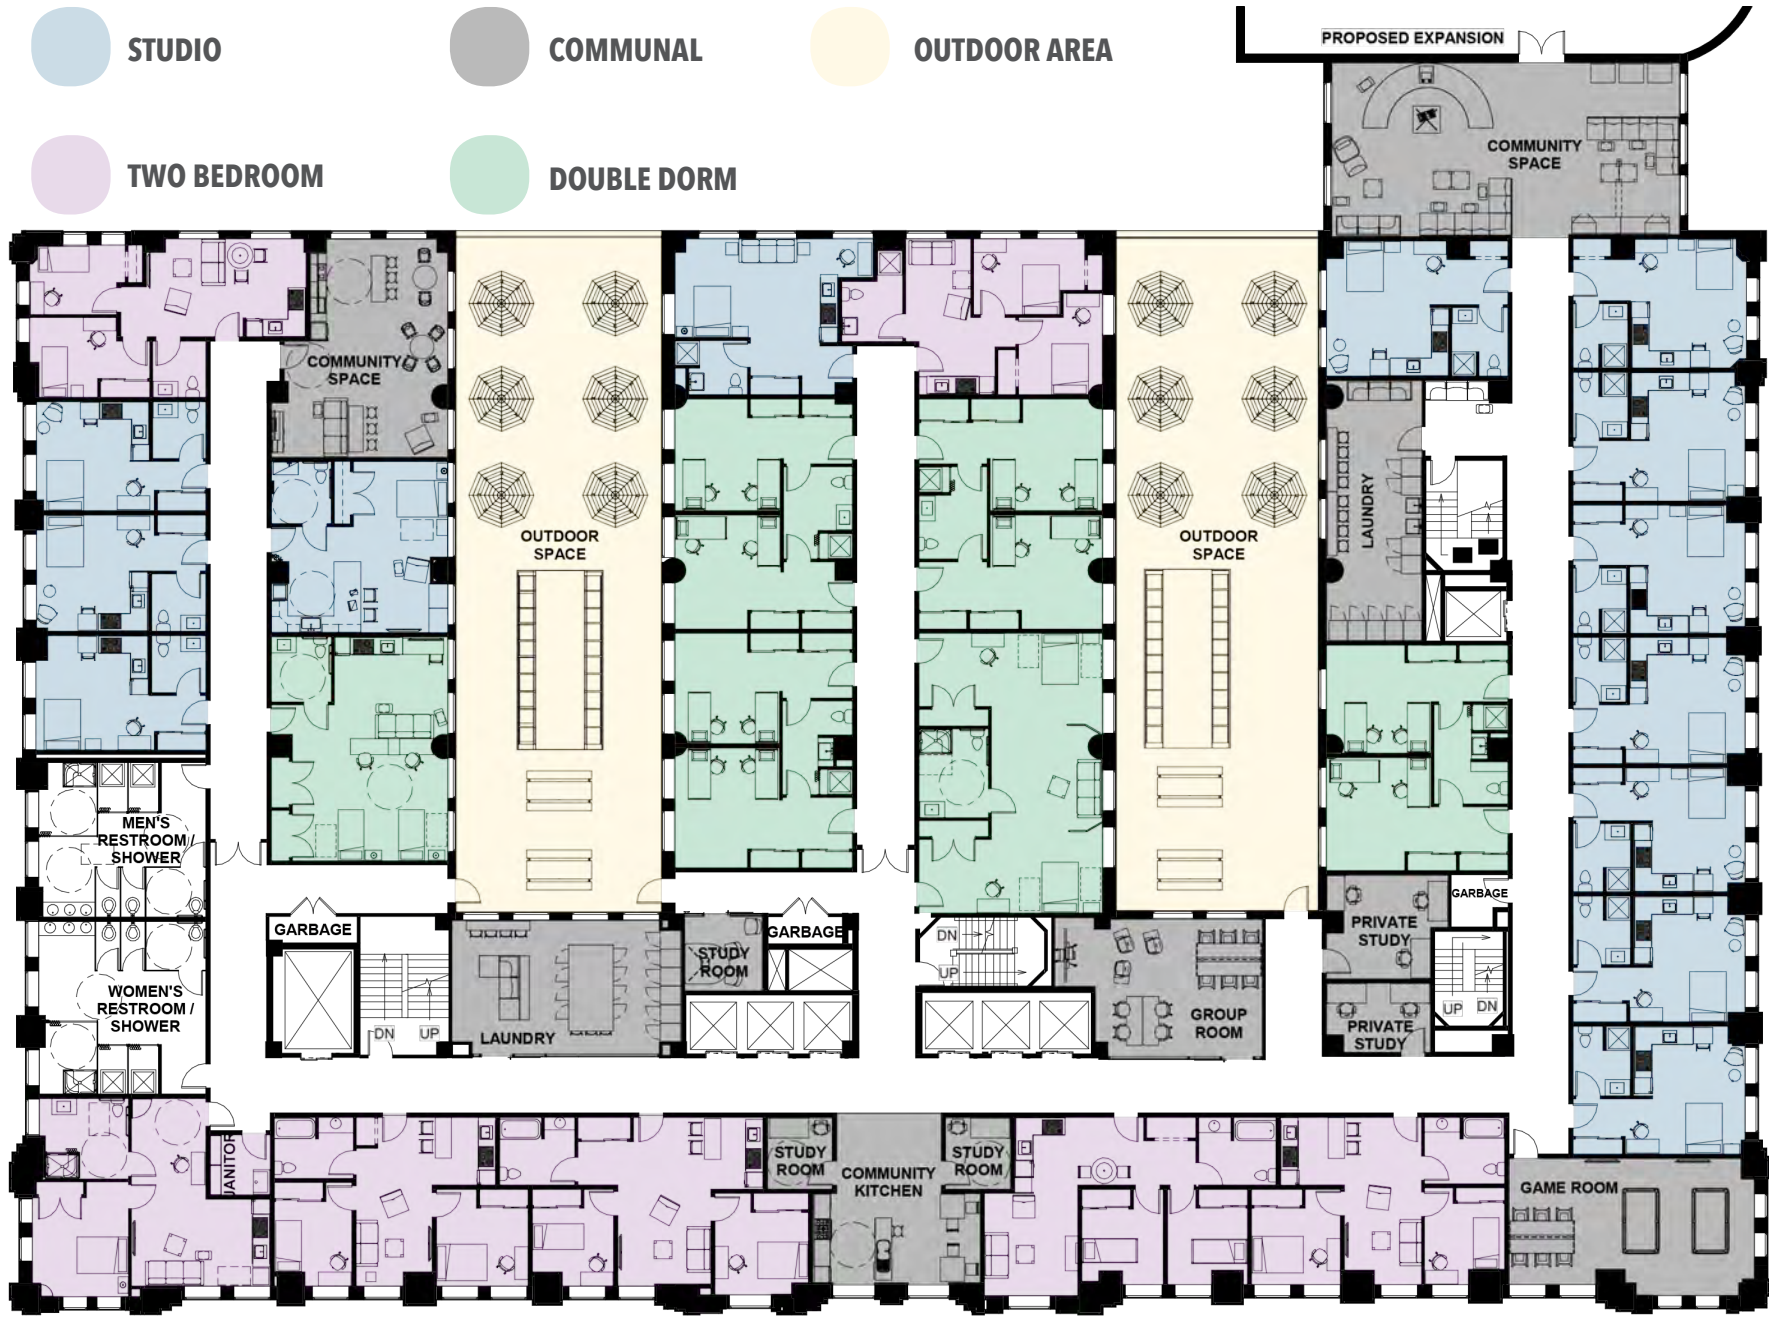 STUDIO
COMMUNAL
OUTDOOR AREA
TWO BEDROOM
DOUBLE DORM
PROPOSED EXPANSION
COMMUNITY
SPACE
COMMUNITY
SPACE
OUTDOOR
SPACE
OUTDOOR
SPACE
LAUNDRY
MEN'S
RESTROOM /
SHOWER
WOMEN'S
RESTROOM /
SHOWER
GARBAGE
DN
UP
LAUNDRY
STUDY
ROOM
GARBAGE
DN
UP
GROUP
ROOM
PRIVATE
STUDY
GARBAGE
PRIVATE
STUDY
UP
DN
JANITOR
STUDY
ROOM
COMMUNITY
KITCHEN
STUDY
ROOM
GAME ROOM